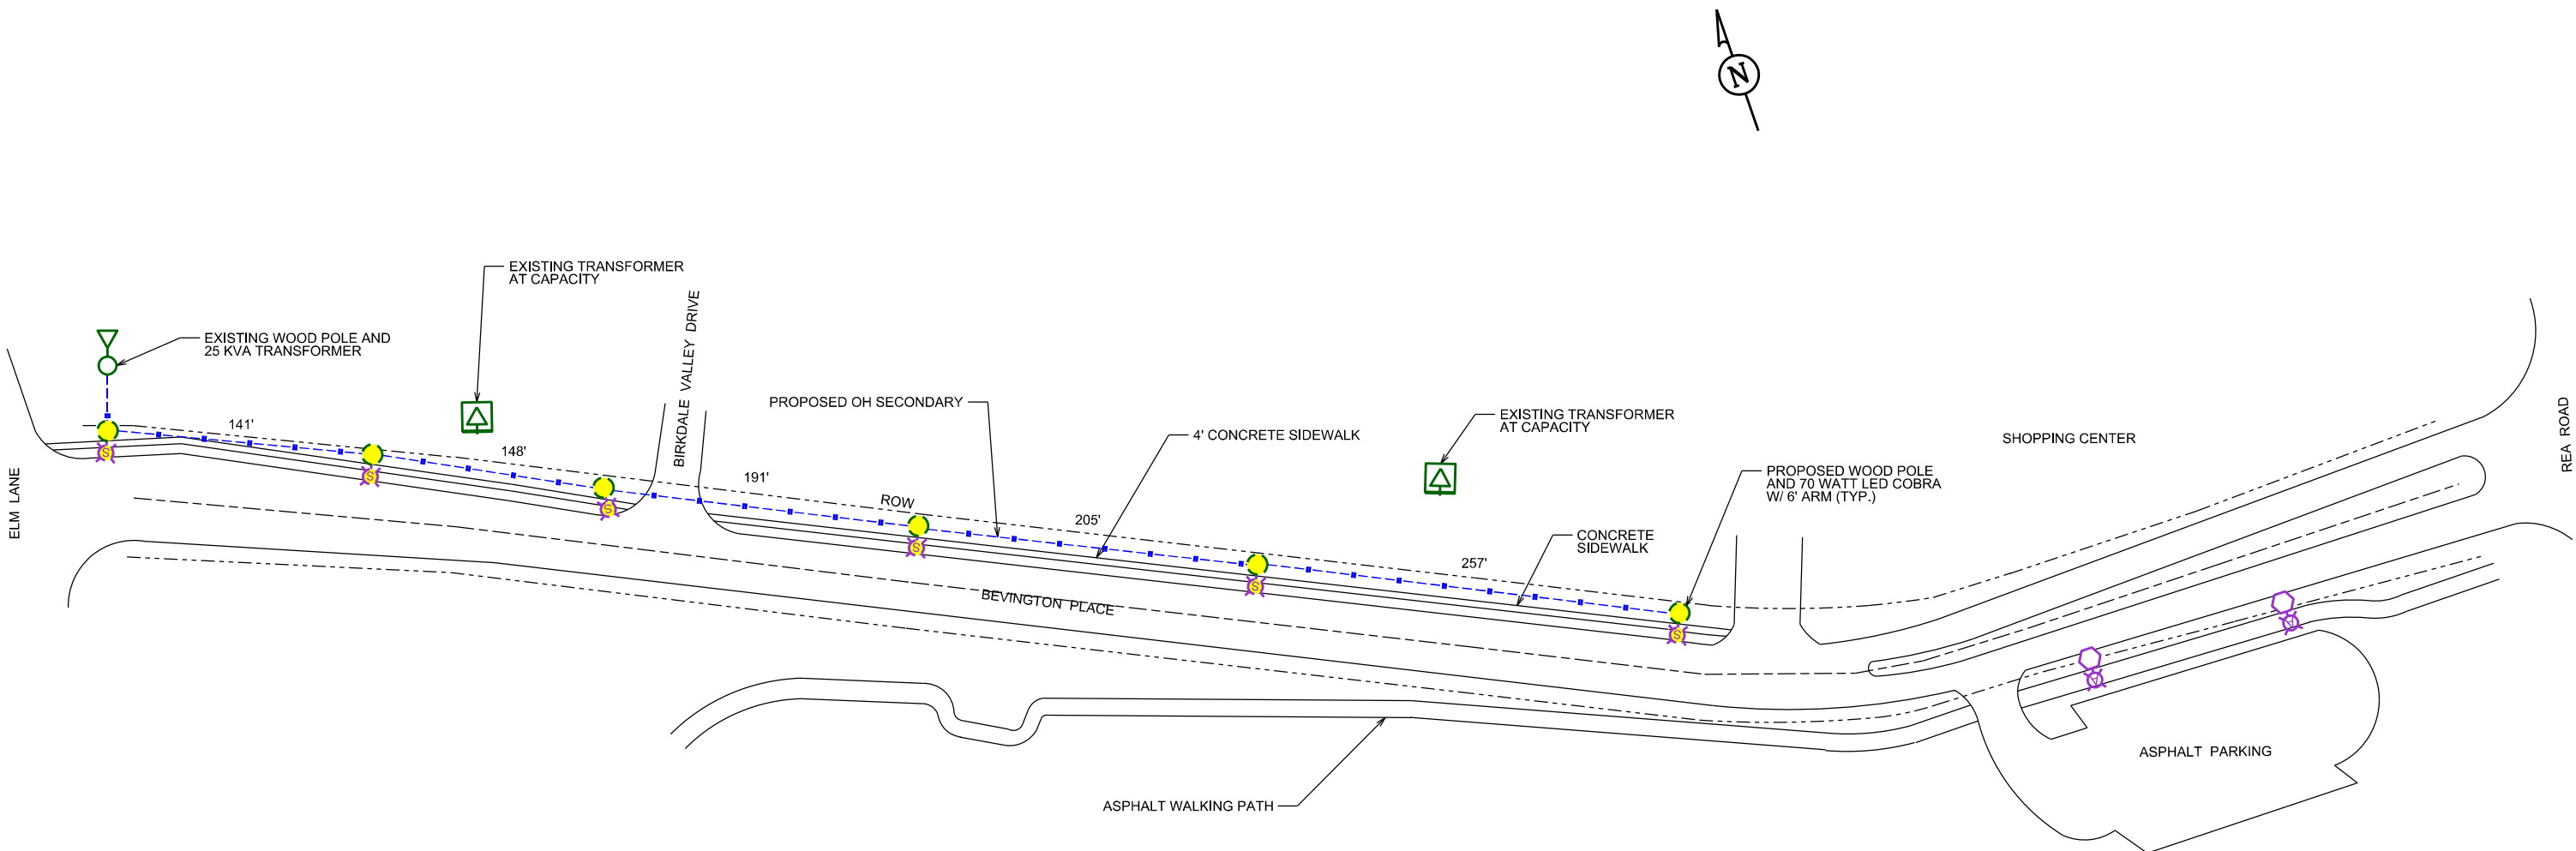 N
EXISTING TRANSFORMER
AT CAPACITY
EXISTING WOOD POLE AND
25 KVA TRANSFORMER
BIRKDALE VALLEY DRIVE
PROPOSED OH SECONDARY
4' CONCRETE SIDEWALK
EXISTING TRANSFORMER
AT CAPACITY
SHOPPING CENTER
REA ROAD
PROPOSED WOOD POLE
AND 70 WATT LED COBRA
W/ 6' ARM (TYP.)
141'
148'
191'
ROW
205'
257'
CONCRETE
SIDEWALK
ELM LANE
S
S
S
S
S
S
BEVINGTON PLACE
A
A
ASPHALT WALKING PATH
ASPHALT PARKING